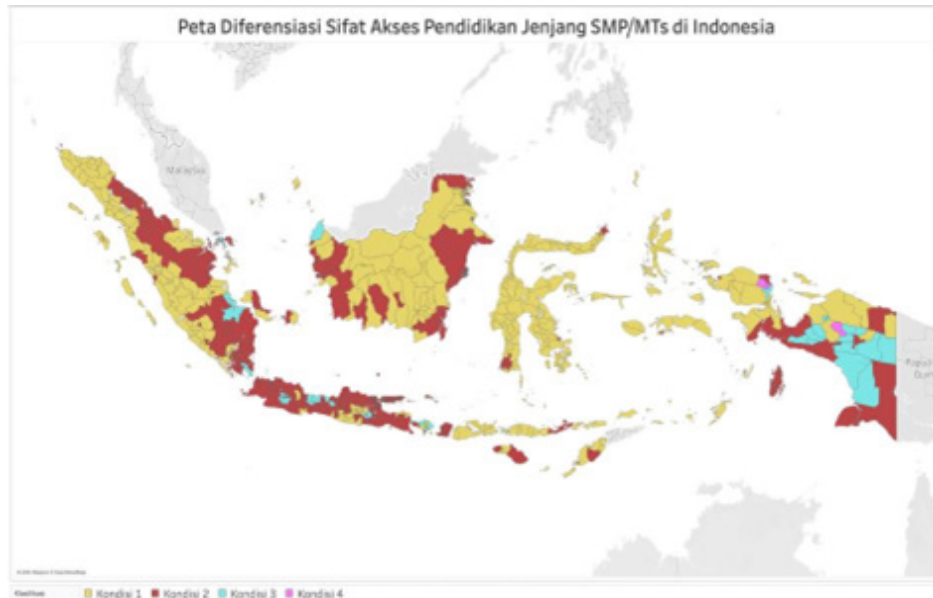 Peta Diferensiasi Sifat Akses Pendidikan Jenjang SMP/MTs di Indonesia
Malaysia
Papua
Kondisi 1 Kondisi 2 Kondisi 3 Kondisi 4